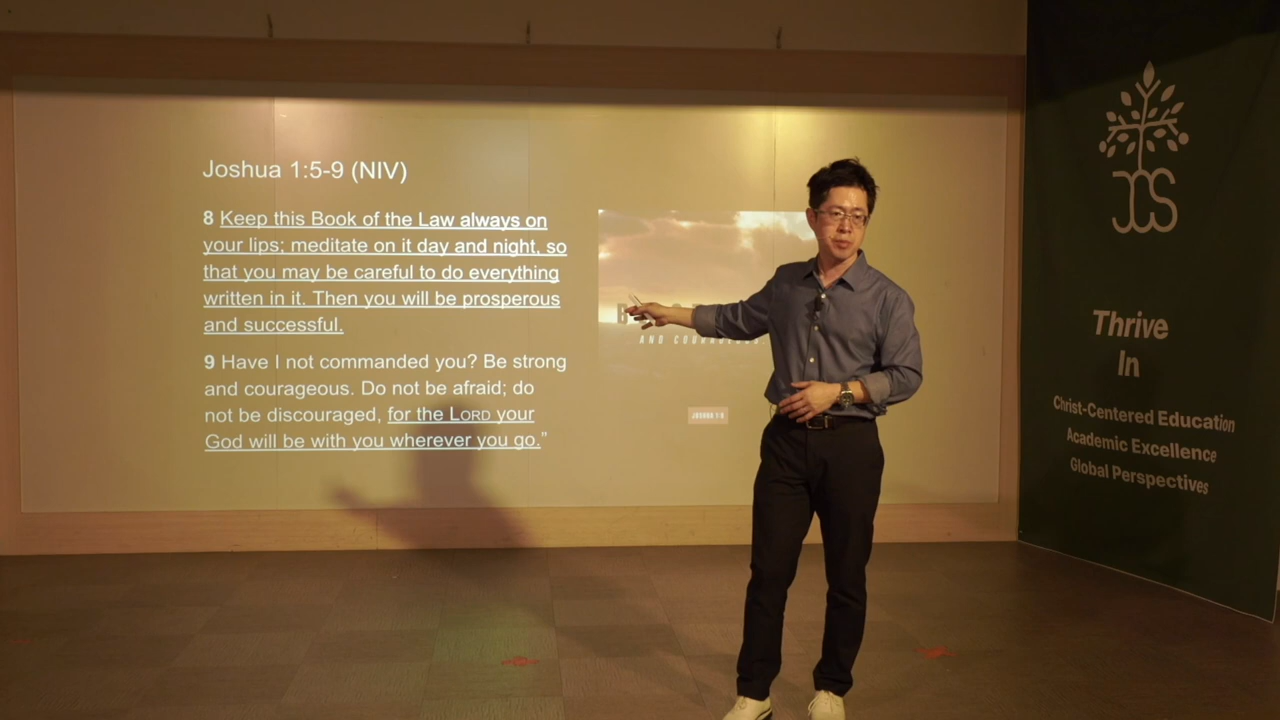 Joshua 1:5-9 (NIV)
8 Keep this Book of the Law always on
your lips; meditate on it day and night, so
that you may be careful to do everything
written in it. Then you will be prosperous
and successful.
9 Have I not commanded you? Be strong
and courageous. Do not be afraid; do
not be discouraged, for the LORD your
God will be with you wherever you go.”
AND COURAGEOUS
JCS
Thrive
In
Christ-Centered Education
Academic Excellence
Global Perspectives